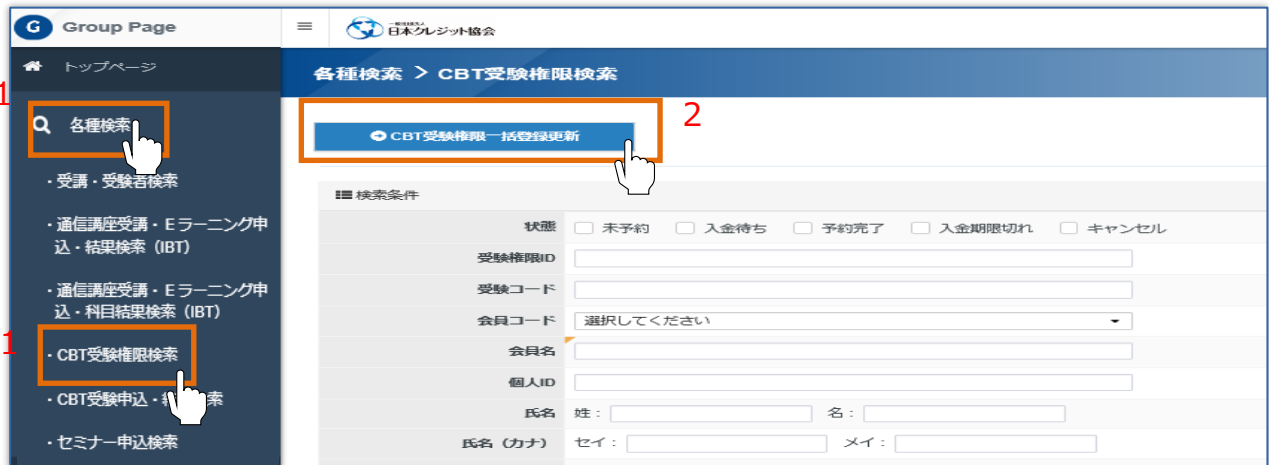 G Group Page
一般社団法人
日本クレジット協会
トップページ
各種検索 > CBT受験権限検索
1
各種検索
2
CBT受験権限一括登録更新
・受講・受験者検索
・通信講座受講・Eラーニング申
込・結果検索（IBT）
・通信講座受講・Eラーニング申
込・科目結果検索（IBT）
1
・CBT受験権限検索
・CBT受験申込・索
・セミナー申込検索
検索条件
状態 未予約 入金待ち 予約完了 入金期限切れ キャンセル
受験権限ID
受験コード
会員コード 選択してください
会員名
個人ID
氏名 姓： 名：
氏名（カナ） セイ： メイ：